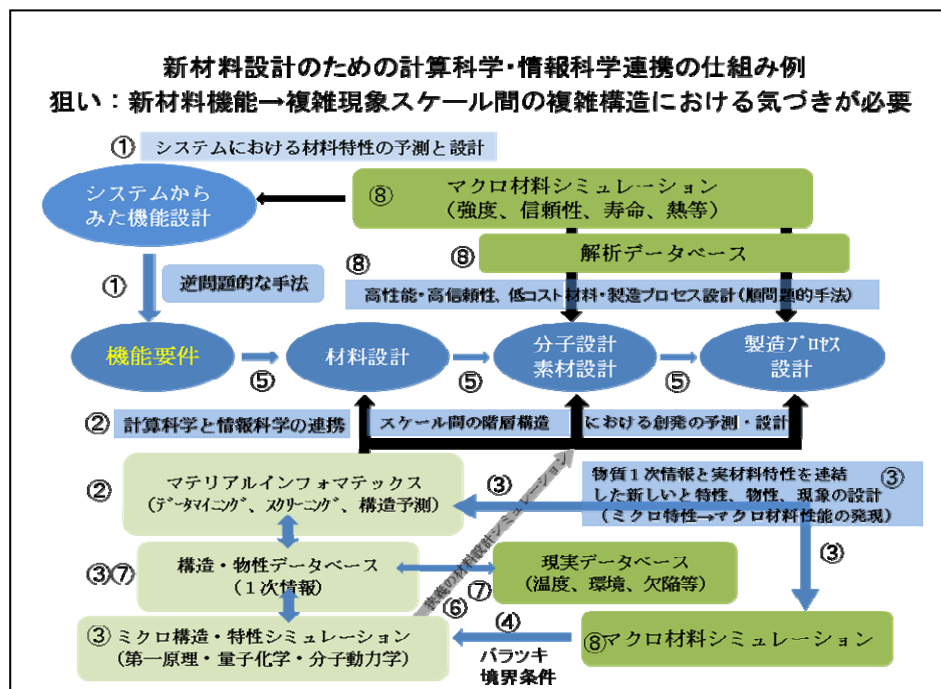 新材料設計のための計算科学・情報科学連携の仕組み例
狙い：新材料機能→複雑現象スケール間の複雑構造における気づきが必要
① システムにおける材料特性の予測と設計
システムから
みた機能設計
⑧ マクロ材料シミュレーション
（強度、信頼性、寿命、熱等）
⑧ 解析データベース
① 逆問題的な手法
⑧
高性能・高信頼性、低コスト材料・製造プロセス設計(順問題的手法)
機能要件
⑤
材料設計
⑤
分子設計
素材設計
⑤
製造ﾌﾟﾛｾｽ
設計
② 計算科学と情報科学の連携
スケール間の階層構造
における創発の予測・設計
② マテリアルインフォマテックス
(ﾃﾞｰﾀﾏｲﾆﾝｸﾞ、ｽｸﾘｰﾆﾝｸﾞ、構造予測)
③
物質１次情報と実材料特性を連結 ③
した新しいと特性、物性、現象の設計
（ミクロ特性→マクロ材料性能の発現）
③
狭義の材料設計シミュレーション
③⑦ 構造・物性データベース
（１次情報）
⑦
現実データベース
（温度、環境、欠陥等）
⑥
③ ミクロ構造・特性シミュレーション
（第一原理・量子化学・分子動力学）
④
バラツキ
境界条件
⑧マクロ材料シミュレーション